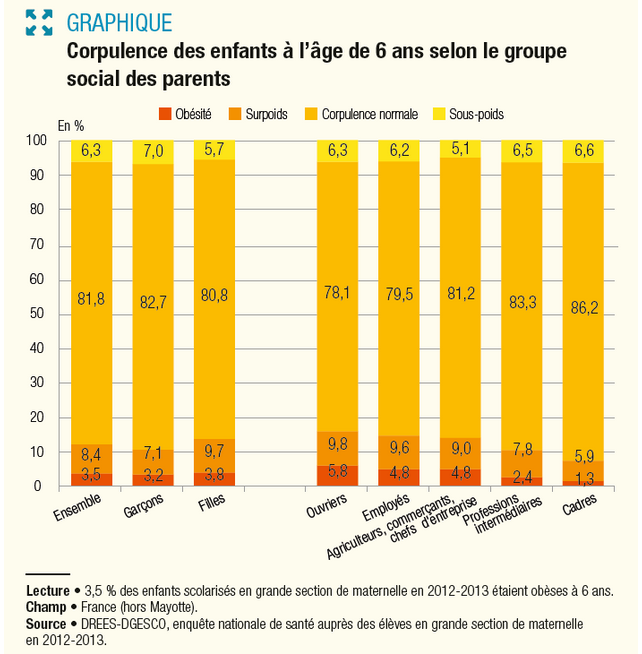 GRAPHIQUE
Corpulence des enfants à l'âge de 6 ans selon le groupe
social des parents
Obésité Surpoids Corpulence normale Sous-poids
En %
100
90
80
70
60
50
40
30
20
10
0
6,3 7,0 5,7 6,3 6,2 5,1 6,5 6,6
81,8 82,7 80,8 78,1 79,5 81,2 83,3 86,2
8,4 7,1 9,7 9,8 9,6 9,0 7,8 5,9
3,5 3,2 3,8 5,8 4,8 4,8 2,4 1,3
Ensemble
Garçons
Filles
Ouvriers
Employés
Agriculteurs, commerçants,
chefs d'entreprise
Professions
intermédiaires
Cadres
Lecture • 3,5 % des enfants scolarisés en grande section de maternelle en 2012-2013 étaient obèses à 6 ans.
Champ • France (hors Mayotte).
Source • DREES-DGESCO, enquête nationale de santé auprès des élèves en grande section de maternelle
en 2012-2013.